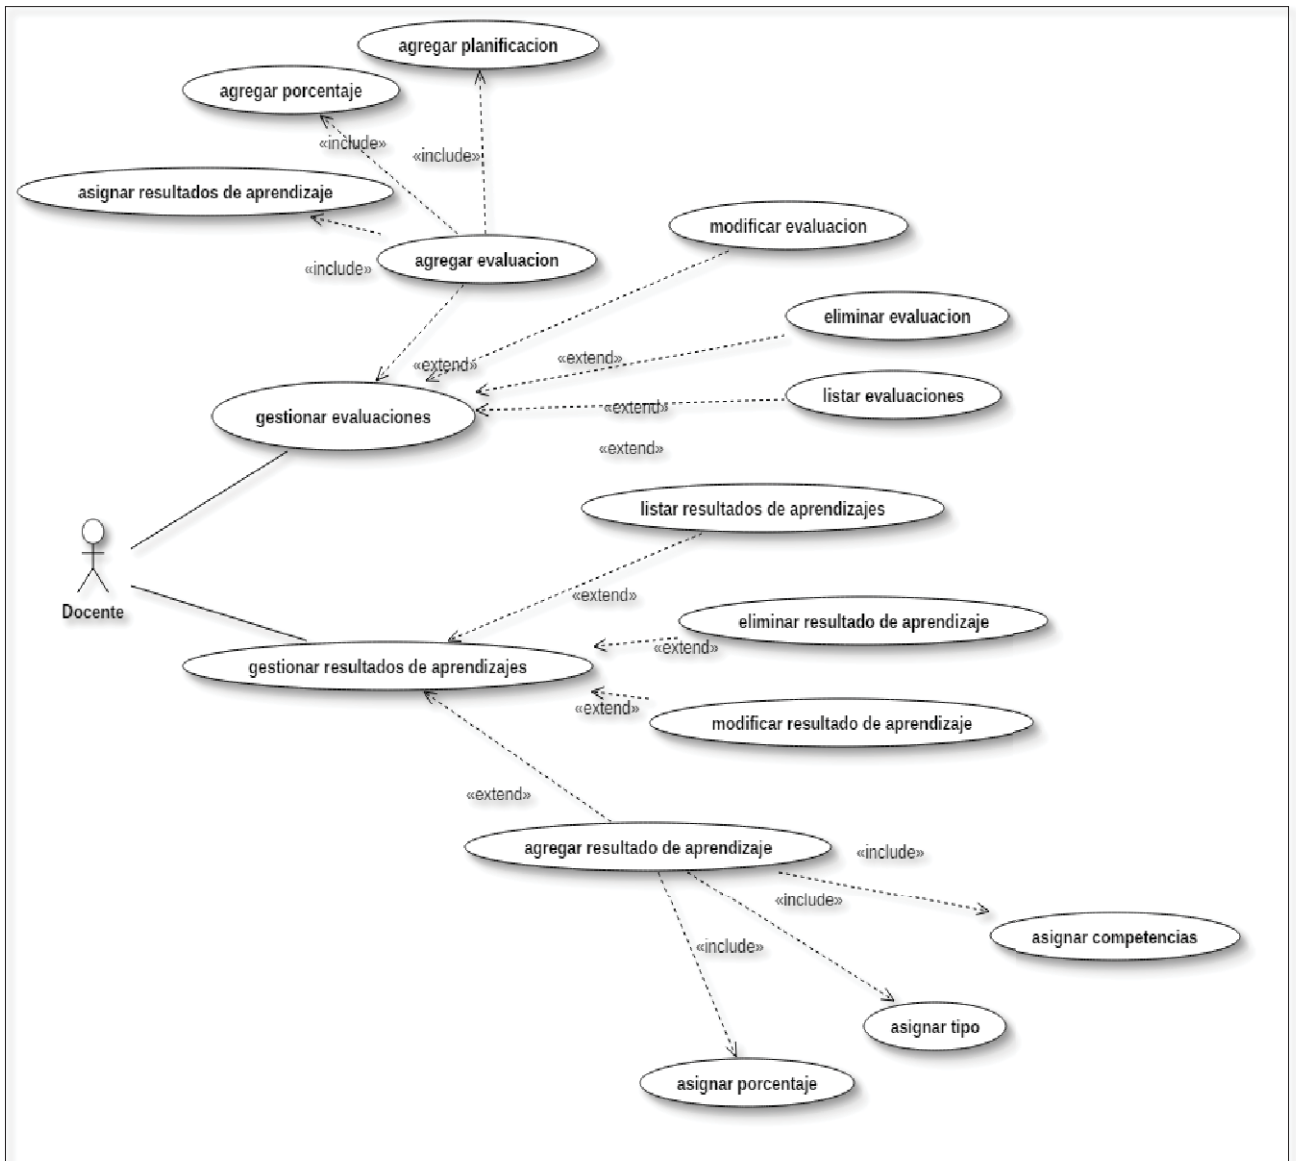 agregar planificacion
agregar porcentaje
«include»
«include»
asignar resultados de aprendizaje
modificar evaluacion
agregar evaluacion
«include»
eliminar evaluacion
«extend»
«extend»
listar evaluaciones
«extend»
gestionar evaluaciones
«extend»
listar resultados de aprendizajes
Docente
«extend»
eliminar resultado de aprendizaje
«extend»
gestionar resultados de aprendizajes
«extend»
modificar resultado de aprendizaje
«extend»
agregar resultado de aprendizaje
«include»
«include»
asignar competencias
«include»
asignar tipo
asignar porcentaje